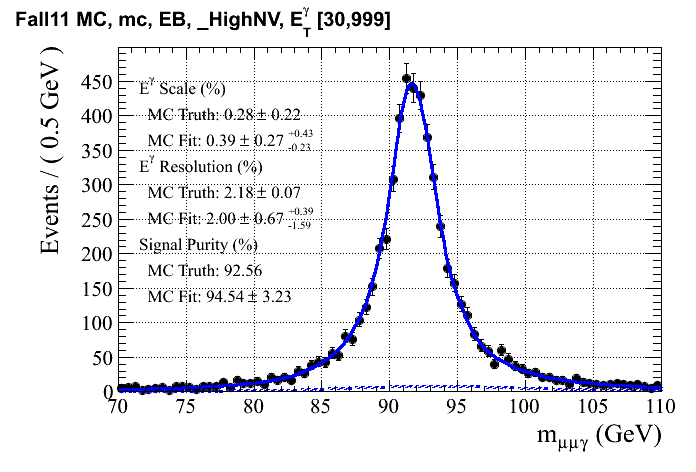 Fall11 MC, mc, EB, _HighNV, E_T^γ [30,999]
Events / ( 0.5 GeV )
450
400
350
300
250
200
150
100
50
0
E^γ Scale (%)
MC Truth: 0.28 ± 0.22
MC Fit: 0.39 ± 0.27 +0.43 -0.23
E^γ Resolution (%)
MC Truth: 2.18 ± 0.07
MC Fit: 2.00 ± 0.67 +0.39 -1.59
Signal Purity (%)
MC Truth: 92.56
MC Fit: 94.54 ± 3.23
70 75 80 85 90 95 100 105 110
m_μμγ (GeV)